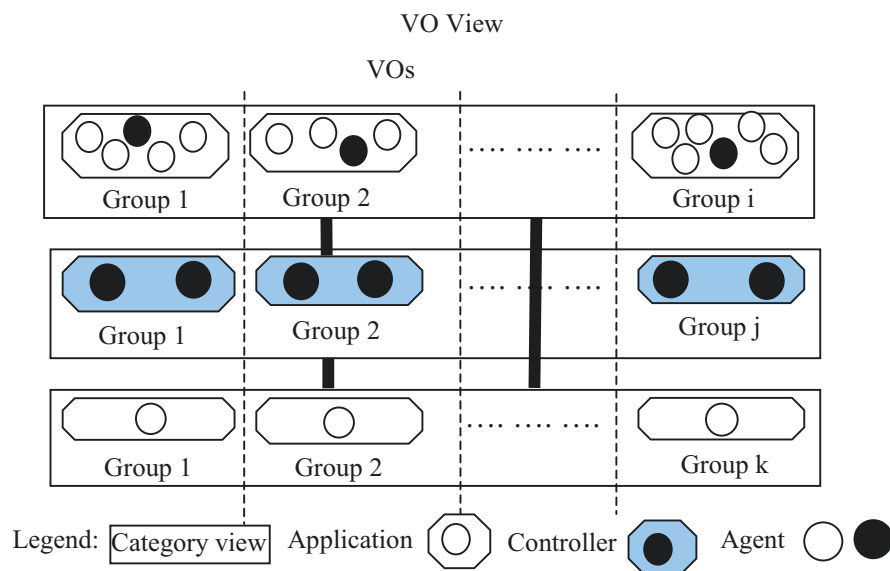 VO View
VOs
.... .... ....
Group 1 Group 2 Group i
.... .... ....
Group 1 Group 2 Group j
.... .... ....
Group 1 Group 2 Group k
Legend: Category view Application Controller Agent